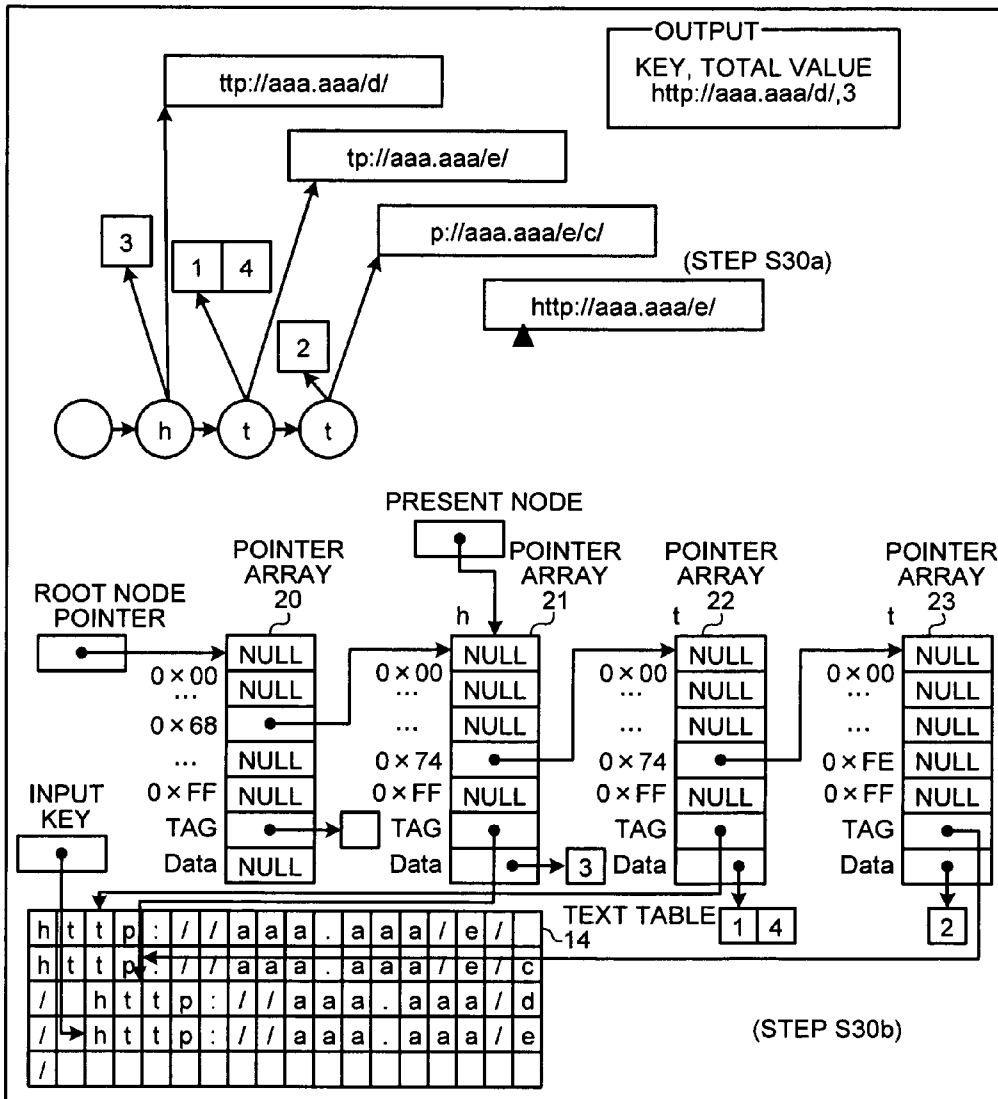 OUTPUT
KEY, TOTAL VALUE
http://aaa.aaa/d/,3
ttp://aaa.aaa/d/
tp://aaa.aaa/e/
p://aaa.aaa/e/c/
(STEP S30a)
http://aaa.aaa/e/
3
1 4
2
h t t
PRESENT NODE
ROOT NODE
POINTER
POINTER
ARRAY
20
POINTER
ARRAY
21
POINTER
ARRAY
22
POINTER
ARRAY
23
h
t
t
NULL NULL NULL NULL
0×00 NULL 0×00 NULL 0×00 NULL 0×00 NULL
... ... ... ...
0×68 ... NULL ... NULL ... NULL
... NULL 0×74 0×74 0×FE NULL
0×FF NULL 0×FF NULL 0×FF NULL 0×FF NULL
TAG TAG TAG TAG
Data NULL Data Data Data
INPUT
KEY
3
1 4
2
TEXT TABLE
14
h t t p : / / a a a . a a a / e /
h t t p : / / a a a . a a a / e / c
/ h t t p : / / a a a . a a a / d
/ h t t p : / / a a a . a a a / e
/
(STEP S30b)